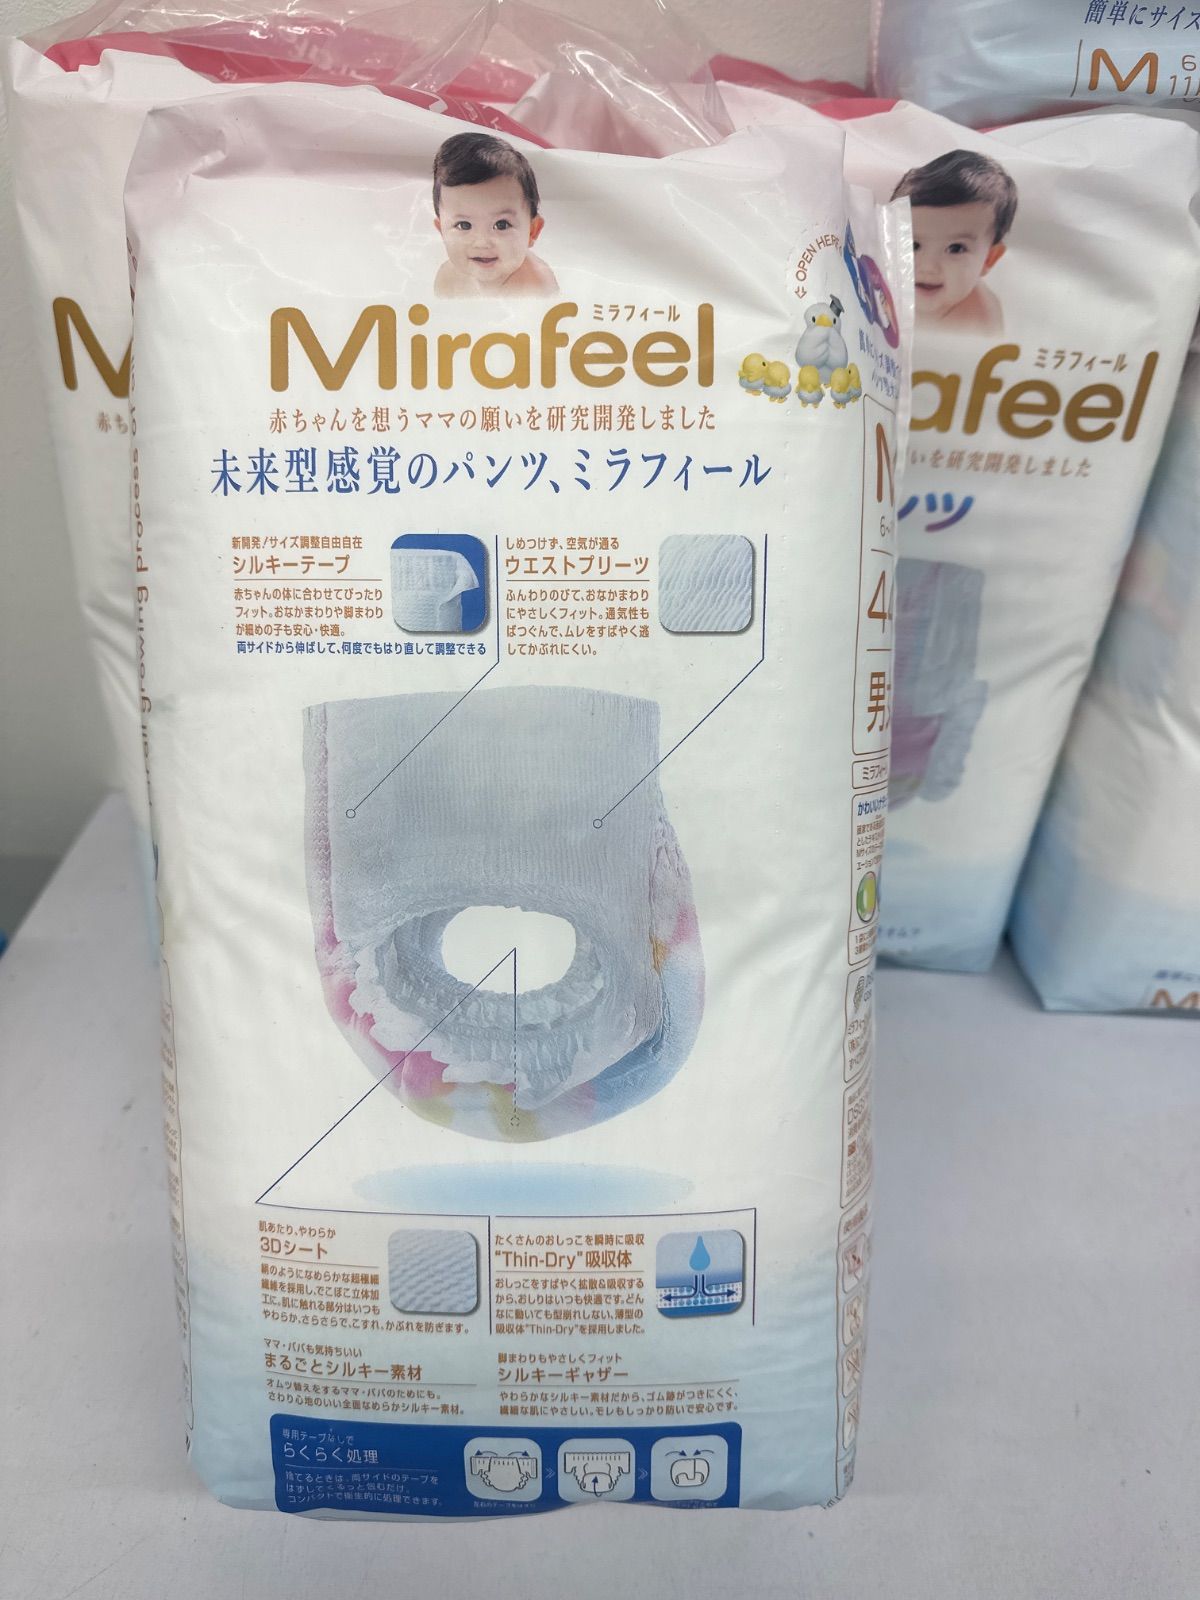 簡単にサイズ
M
6
11
OPEN HERE
ミラフィール
Mirafeel
赤ちゃんを想うママの願いを研究開発しました
未来型感覚のパンツ、ミラフィール
新開発!サイズ調整自由自在
シルキーテープ
赤ちゃんの体に合わせてぴったり
フィット。おなかまわりや脚まわり
が細めの子も安心・快適。
両サイドから伸ばして、何度でもはり直して調整できる
しめつけず、空気が通る
ウエストプリーツ
ふんわりのびて、おなかまわり
にやさしくフィット。通気性も
ばつぐんで、ムレをすばやく逃
してかぶれにくい。
肌あたり、やわらか
3Dシート
絹のようになめらかな超極細
繊維を採用し、でこぼこ立体加
工に。肌に触れる部分はいつも
やわらか、さらさらで、こすれ、かぶれを防ぎます。
たくさんのおしっこを瞬時に吸収
"Thin-Dry"吸収体
おしっこをすばやく拡散&吸収する
から、おしりはいつも快適です。どん
なに動いても型崩れしない、薄型の
吸収体"Thin-Dry"を採用しました。
ママ・パパも気持ちいい
まるごとシルキー素材
オムツ替えをするママ・パパのためにも。
さわり心地のいい全面なめらかシルキー素材。
脚まわりもやさしくフィット
シルキーギャザー
やわらかなシルキー素材だから、ゴム跡がつきにくく、
繊細な肌にやさしい。モレもしっかり防いで安心です。
専用テープなしで
らくらく処理
捨てるときは、両サイドのテープを
はずしてくるっと包むだけ。
コンパクトで衛生的に処理できます。
growing process
M
44
男
ミラフィール
afeel
いを研究開発しました
ンツ
M
赤ち
M